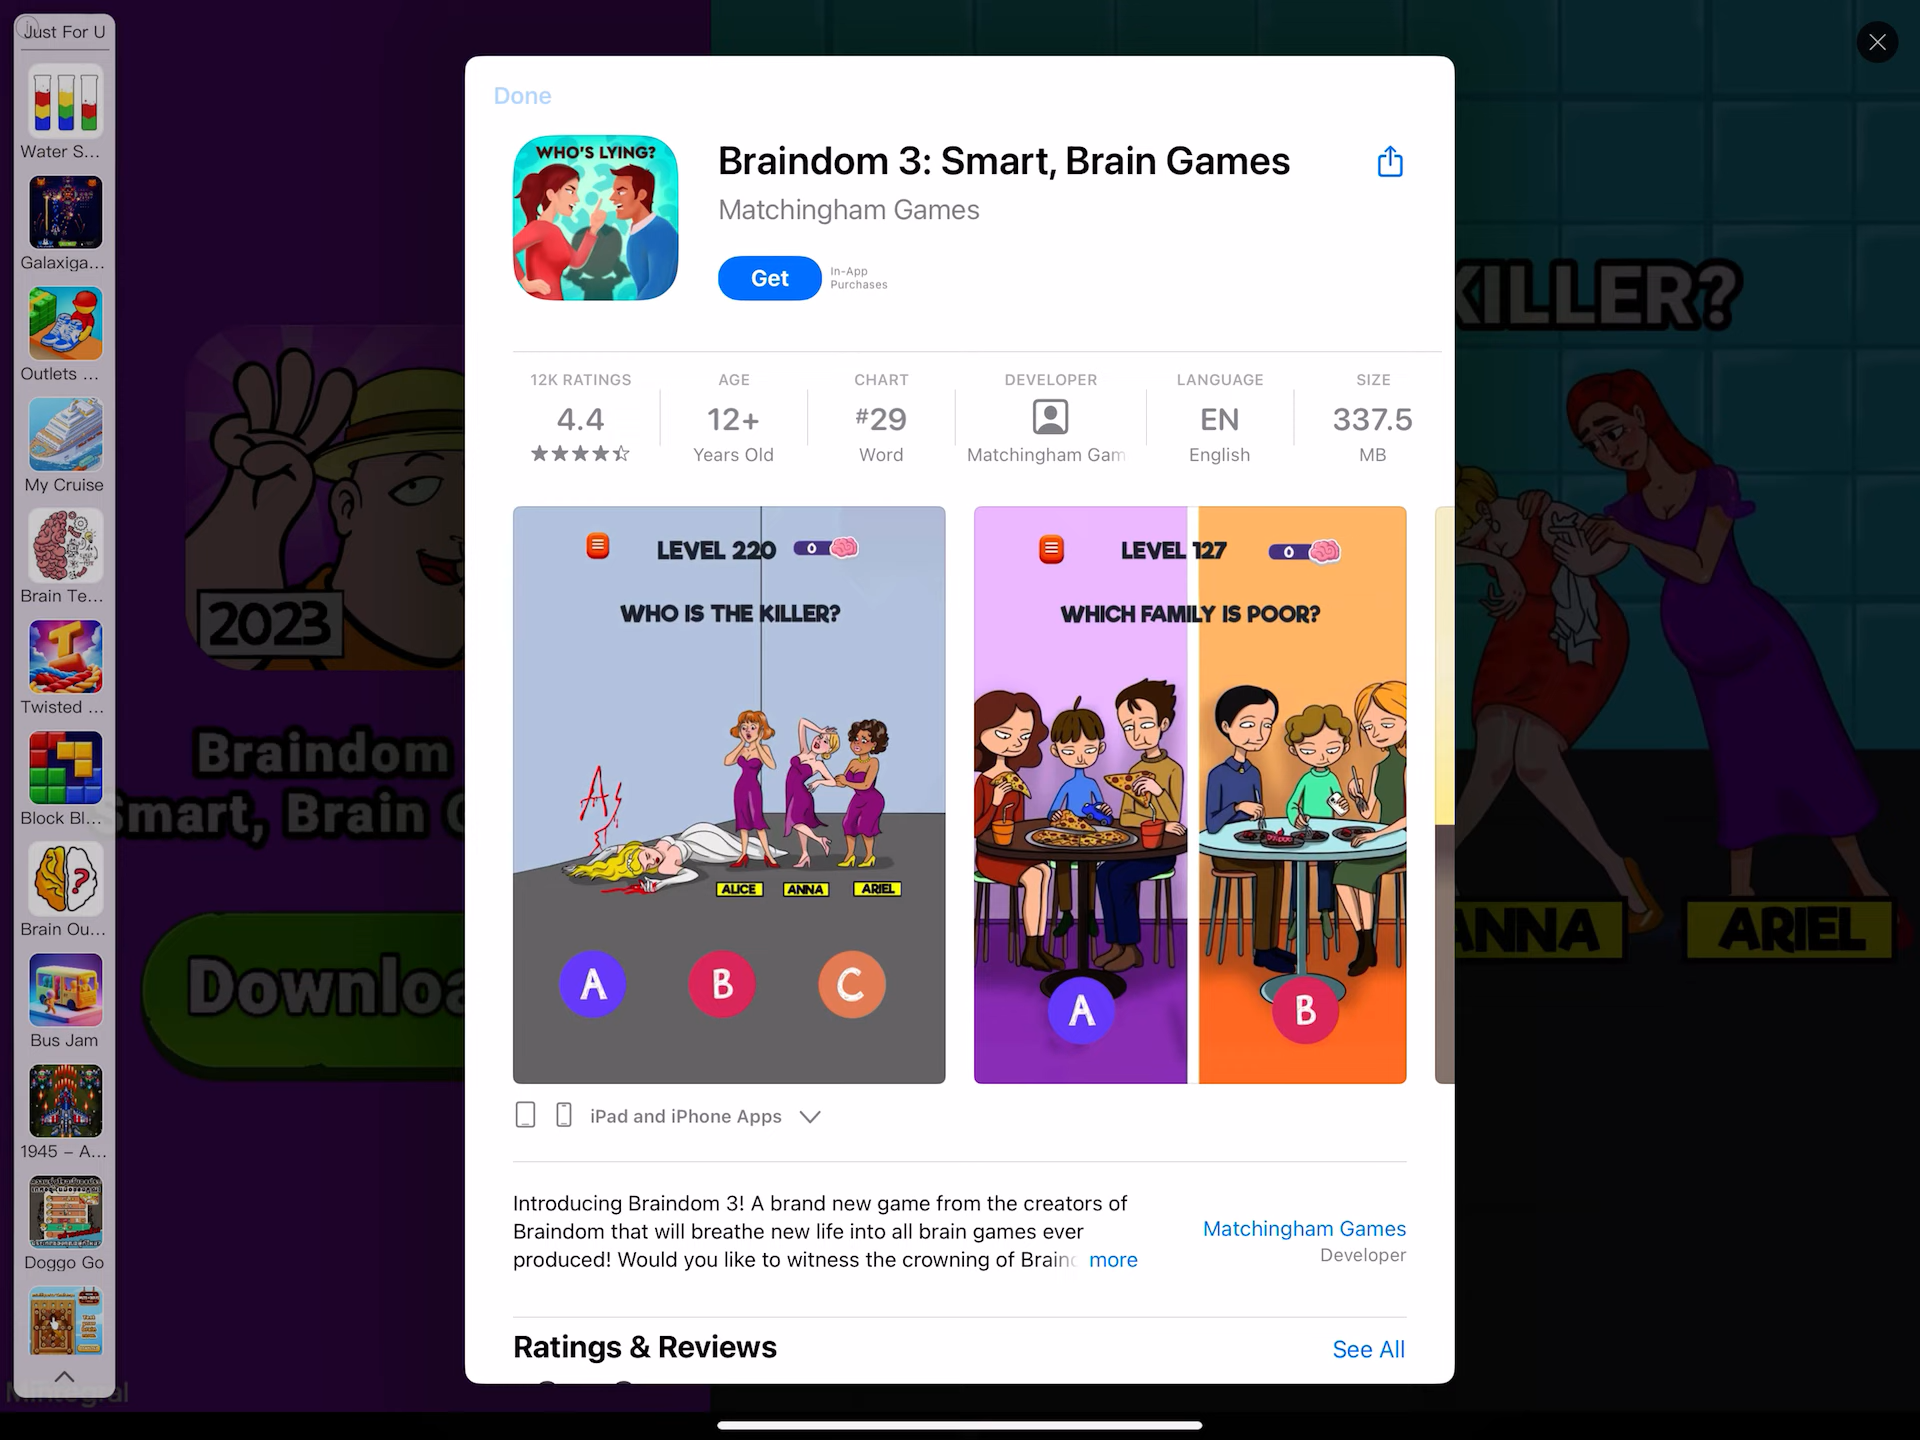 Just For U
Water S...
Galaxiga...
Outlets ...
My Cruise
Brain Te...
Twisted ...
Block Bl...
Brain Ou...
Bus Jam
1945 – A...
Doggo Go
2023
Braindom
Smart, Brain
Downloa
KILLER?
ANNA
ARIEL
Done
WHO'S LYING?
Braindom 3: Smart, Brain Games
Matchingham Games
Get
In-App
Purchases
12K RATINGS
4.4
AGE
12+
Years Old
CHART
#29
Word
DEVELOPER
Matchingham Gam
LANGUAGE
EN
English
SIZE
337.5
MB
LEVEL 220
0
WHO IS THE KILLER?
As
ALICE
ANNA
ARIEL
A
B
C
LEVEL 127
0
WHICH FAMILY IS POOR?
A
B
iPad and iPhone Apps
Introducing Braindom 3! A brand new game from the creators of
Braindom that will breathe new life into all brain games ever
produced! Would you like to witness the crowning of Brain more
Matchingham Games
Developer
Ratings & Reviews
See All